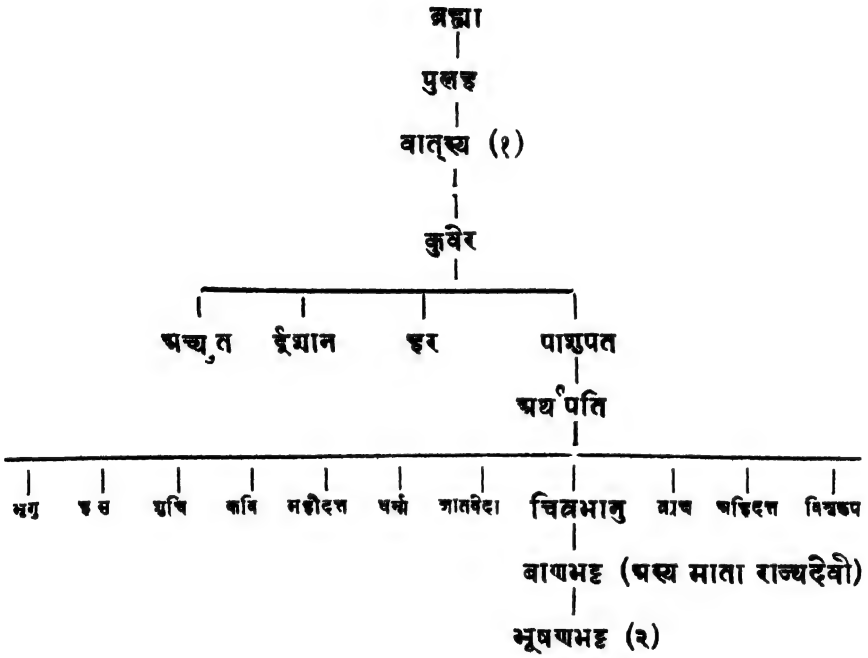 ब्रह्मा
पुलह
वात्स्य (१)
कुवेर
अच्युत ईशान हर पाशुपत
अर्थपति
भृगु हंस शुचि कवि महीदत्त धर्म्म जातवेदा चित्रभानु त्र्यक्ष अहिदत्त विश्वरूप
बाणभट्ट (अस्य माता राज्यदेवी)
भूषणभट्ट (२)